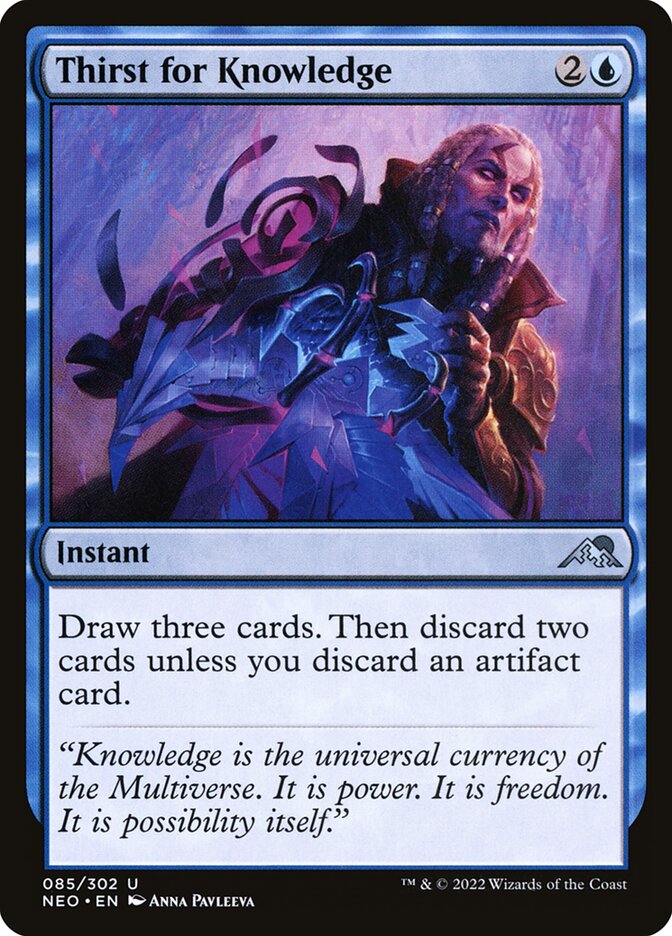 Thirst for Knowledge 2
Instant
Draw three cards. Then discard two
cards unless you discard an artifact
card.
“Knowledge is the universal currency of
the Multiverse. It is power. It is freedom.
It is possibility itself.”
085/302 U
NEO • EN Anna Pavleeva
™ & © 2022 Wizards of the Coast